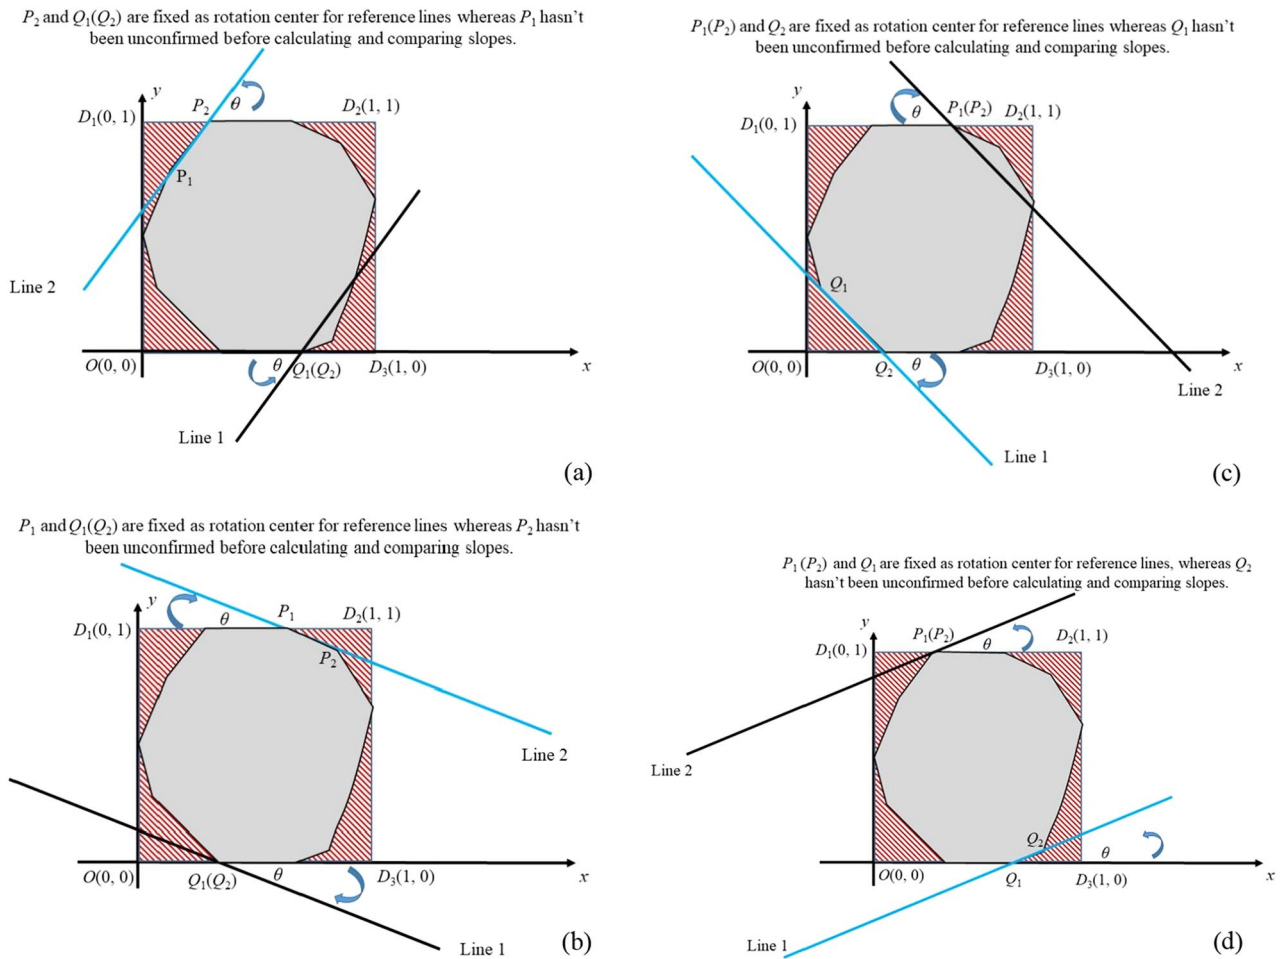 P₂ and Q₁(Q₂) are fixed as rotation center for reference lines whereas P₁ hasn't
been unconfirmed before calculating and comparing slopes.
y
P₂
θ
D₂(1, 1)
D₁(0, 1)
P₁
Line 2
O(0, 0)
θ
Q₁(Q₂)
D₃(1, 0)
x
Line 1
(a)
P₁(P₂) and Q₂ are fixed as rotation center for reference lines whereas Q₁ hasn't
been unconfirmed before calculating and comparing slopes.
y
θ
P₁(P₂)
D₂(1, 1)
D₁(0, 1)
Q₁
O(0, 0)
Q₂
θ
D₃(1, 0)
x
Line 2
Line 1
(c)
P₁ and Q₁(Q₂) are fixed as rotation center for reference lines whereas P₂ hasn't
been unconfirmed before calculating and comparing slopes.
y
θ
P₁
D₂(1, 1)
D₁(0, 1)
P₂
Line 2
O(0, 0)
Q₁(Q₂)
θ
D₃(1, 0)
x
Line 1
(b)
P₁(P₂) and Q₁ are fixed as rotation center for reference lines, whereas Q₂
hasn't been unconfirmed before calculating and comparing slopes.
y
P₁(P₂)
θ
D₂(1, 1)
D₁(0, 1)
Line 2
Q₂
θ
O(0, 0)
Q₁
D₃(1, 0)
x
Line 1
(d)